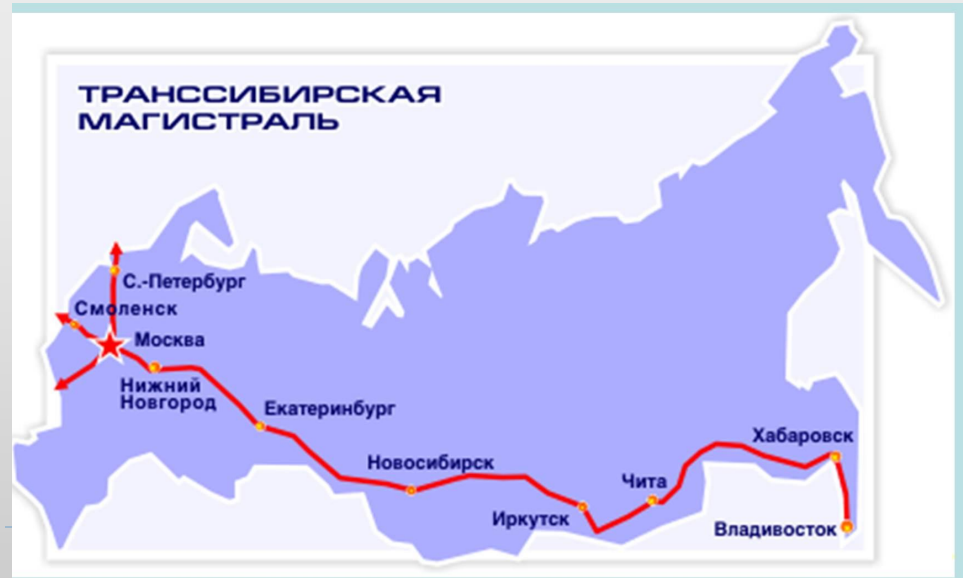 ТРАНССИБИРСКАЯ
МАГИСТРАЛЬ
С.-Петербург
Смоленск
Москва
Нижний
Новгород
Екатеринбург
Новосибирск
Иркутск
Чита
Хабаровск
Владивосток